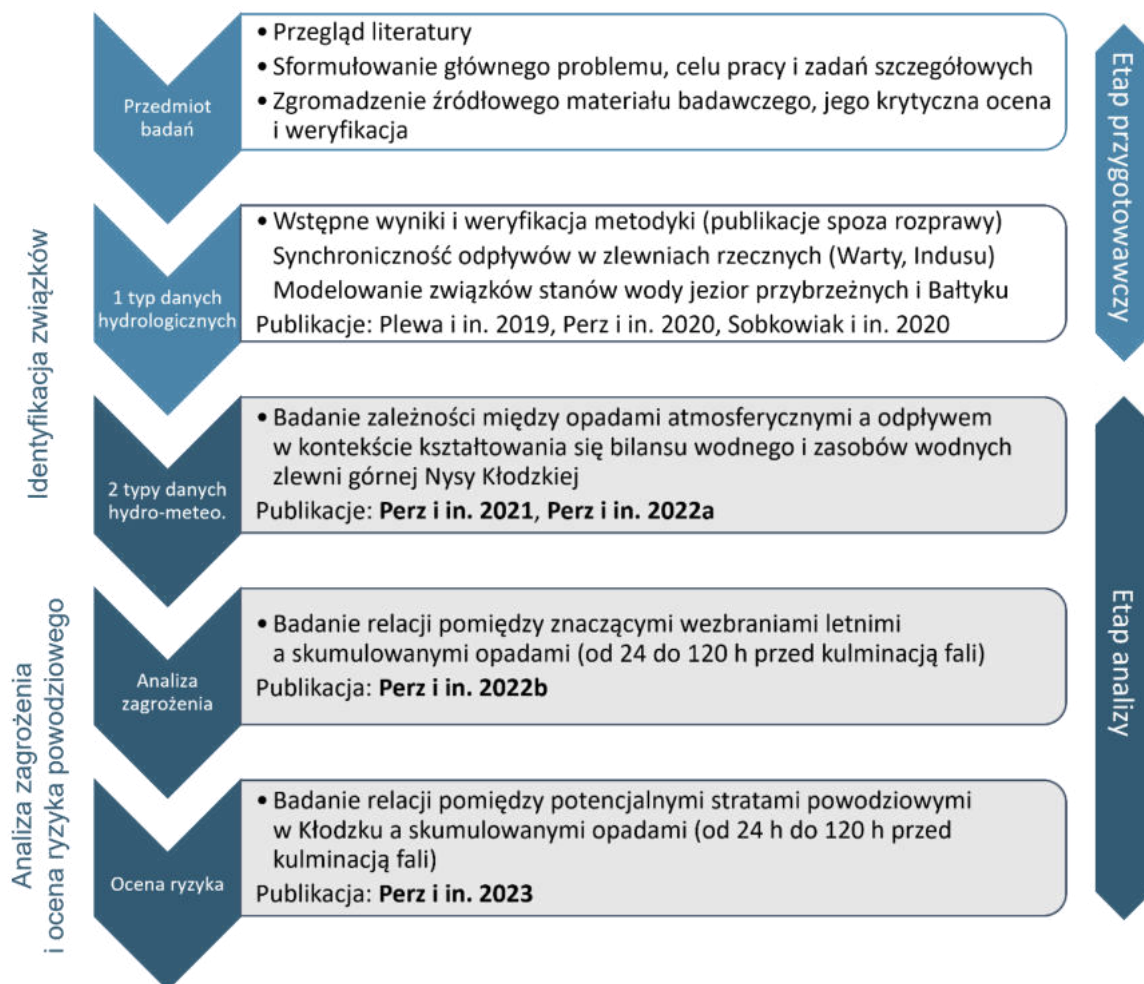 Przedmiot
badań
• Przegląd literatury
• Sformułowanie głównego problemu, celu pracy i zadań szczegółowych
• Zgromadzenie źródłowego materiału badawczego, jego krytyczna ocena
i weryfikacja
Etap przygotowawczy
Identyfikacja związków
1 typ danych
hydrologicznych
• Wstępne wyniki i weryfikacja metodyki (publikacje spoza rozprawy)
Synchroniczność odpływów w zlewniach rzecznych (Warty, Indusu)
Modelowanie związków stanów wody jezior przybrzeżnych i Bałtyku
Publikacje: Plewa i in. 2019, Perz i in. 2020, Sobkowiak i in. 2020
2 typy danych
hydro-meteo.
• Badanie zależności między opadami atmosferycznymi a odpływem
w kontekście kształtowania się bilansu wodnego i zasobów wodnych
zlewni górnej Nysy Kłodzkiej
Publikacje: Perz i in. 2021, Perz i in. 2022a
Etap analizy
Analiza zagrożenia
i ocena ryzyka powodziowego
Analiza
zagrożenia
• Badanie relacji pomiędzy znaczącymi wezbraniami letnimi
a skumulowanymi opadami (od 24 do 120 h przed kulminacją fali)
Publikacja: Perz i in. 2022b
Ocena ryzyka
• Badanie relacji pomiędzy potencjalnymi stratami powodziowymi
w Kłodzku a skumulowanymi opadami (od 24 h do 120 h przed
kulminacją fali)
Publikacja: Perz i in. 2023